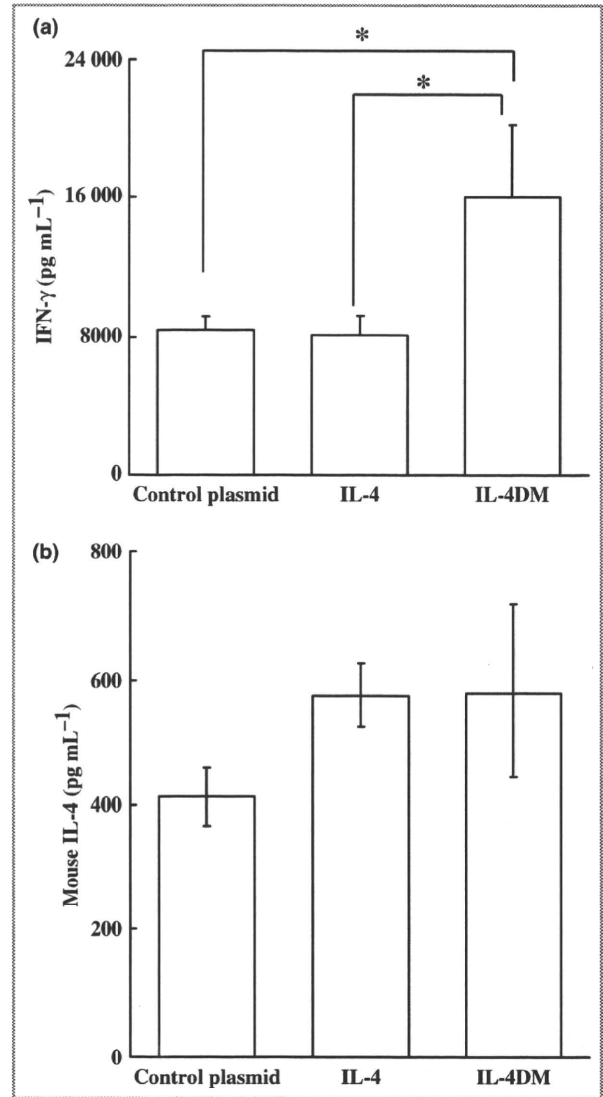 (a)
*
*
24 000
16 000
8000
0
IFN-γ (pg mL⁻¹)
Control plasmid IL-4 IL-4DM
(b)
800
600
400
200
0
Mouse IL-4 (pg mL⁻¹)
Control plasmid IL-4 IL-4DM